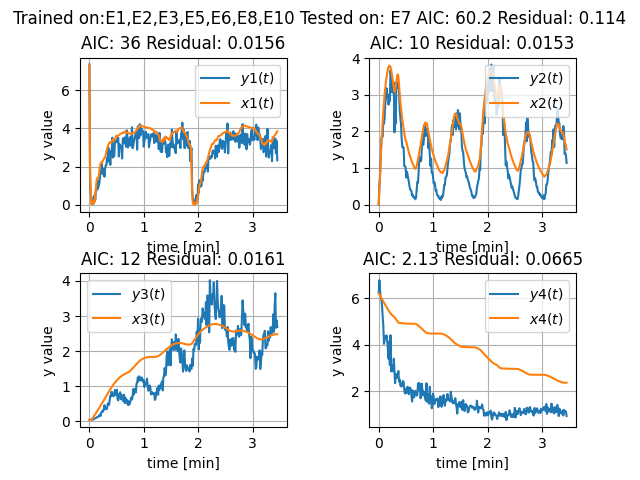 Trained on:E1,E2,E3,E5,E6,E8,E10 Tested on: E7 AIC: 60.2 Residual: 0.114
AIC: 36 Residual: 0.0156
y value
6
4
2
0
0
1
2
3
time [min]
y1(t)
x1(t)
AIC: 10 Residual: 0.0153
y value
4
3
2
1
0
0
1
2
3
time [min]
y2(t)
x2(t)
AIC: 12 Residual: 0.0161
y value
4
3
2
1
0
0
1
2
3
time [min]
y3(t)
x3(t)
AIC: 2.13 Residual: 0.0665
y value
6
4
2
0
1
2
3
time [min]
y4(t)
x4(t)